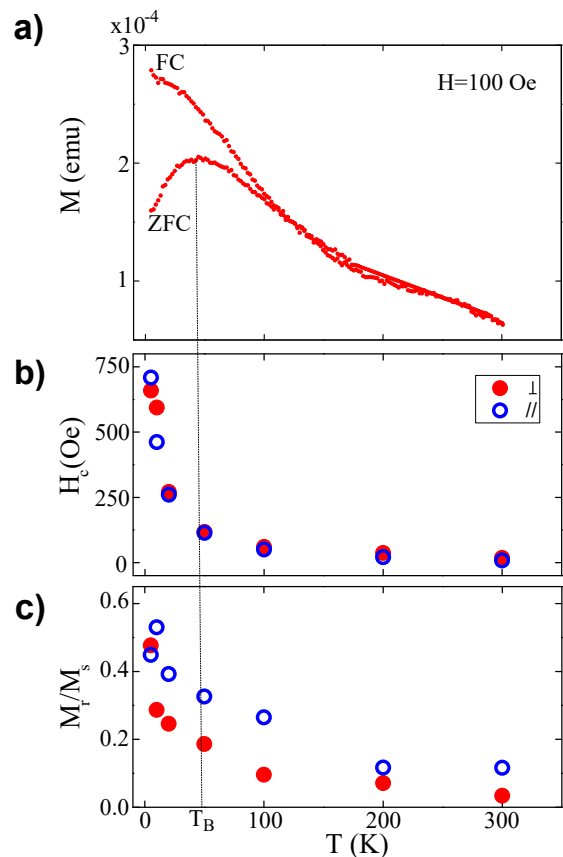 a)
x10⁻⁴
3
FC
H=100 Oe
2
ZFC
1
M (emu)
b)
750
500
250
0
H_c(Oe)
⊥
//
c)
0.6
0.4
0.2
0.0
M_r/M_s
0 T_B 100 200 300
T (K)